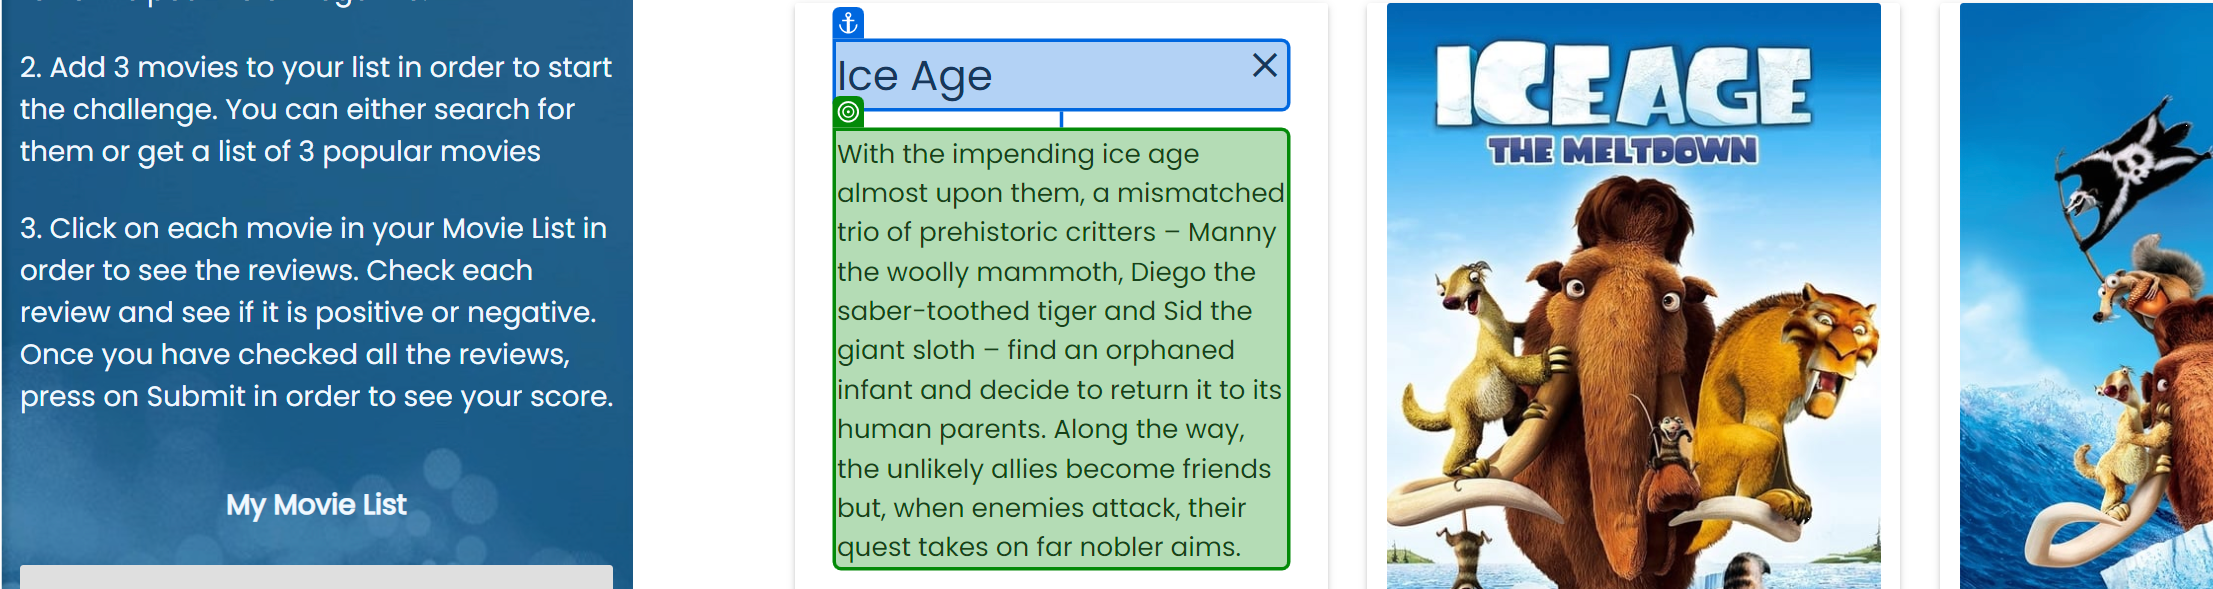 2. Add 3 movies to your list in order to start
the challenge. You can either search for
them or get a list of 3 popular movies
3. Click on each movie in your Movie List in
order to see the reviews. Check each
review and see if it is positive or negative.
Once you have checked all the reviews,
press on Submit in order to see your score.
My Movie List
Ice Age
With the impending ice age
almost upon them, a mismatched
trio of prehistoric critters – Manny
the woolly mammoth, Diego the
saber-toothed tiger and Sid the
giant sloth – find an orphaned
infant and decide to return it to its
human parents. Along the way,
the unlikely allies become friends
but, when enemies attack, their
quest takes on far nobler aims.
ICE AGE
THE MELTDOWN